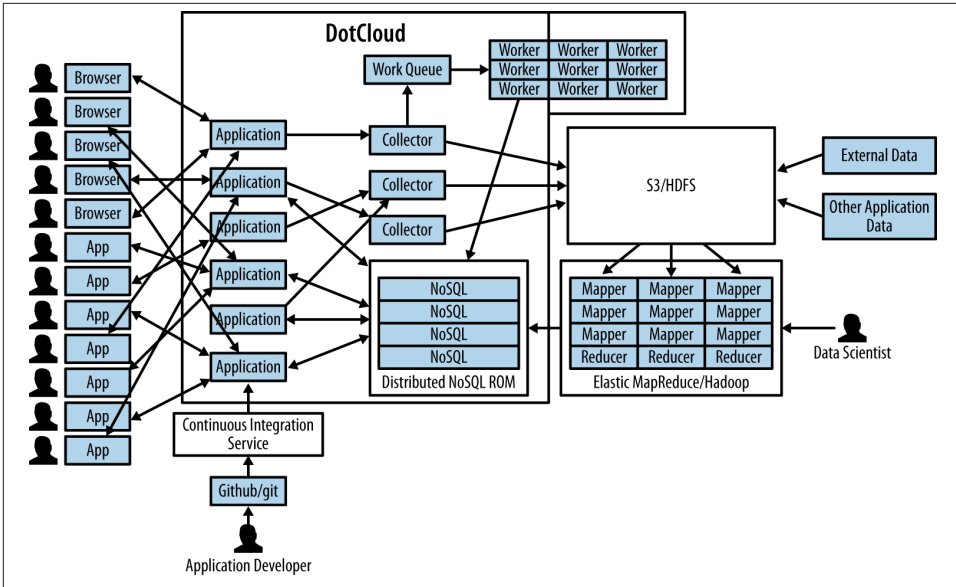 DotCloud
Worker Worker Worker
Worker Worker Worker
Worker Worker Worker
Work Queue
Browser
Browser
Browser
Browser
Browser
App
App
App
App
App
App
App
Application
Application
Application
Application
Application
Application
Collector
Collector
Collector
S3/HDFS
External Data
Other Application
Data
NoSQL
NoSQL
NoSQL
NoSQL
Distributed NoSQL ROM
Mapper Mapper Mapper
Mapper Mapper Mapper
Mapper Mapper Mapper
Reducer Reducer Reducer
Elastic MapReduce/Hadoop
Data Scientist
Continuous Integration
Service
Github/git
Application Developer